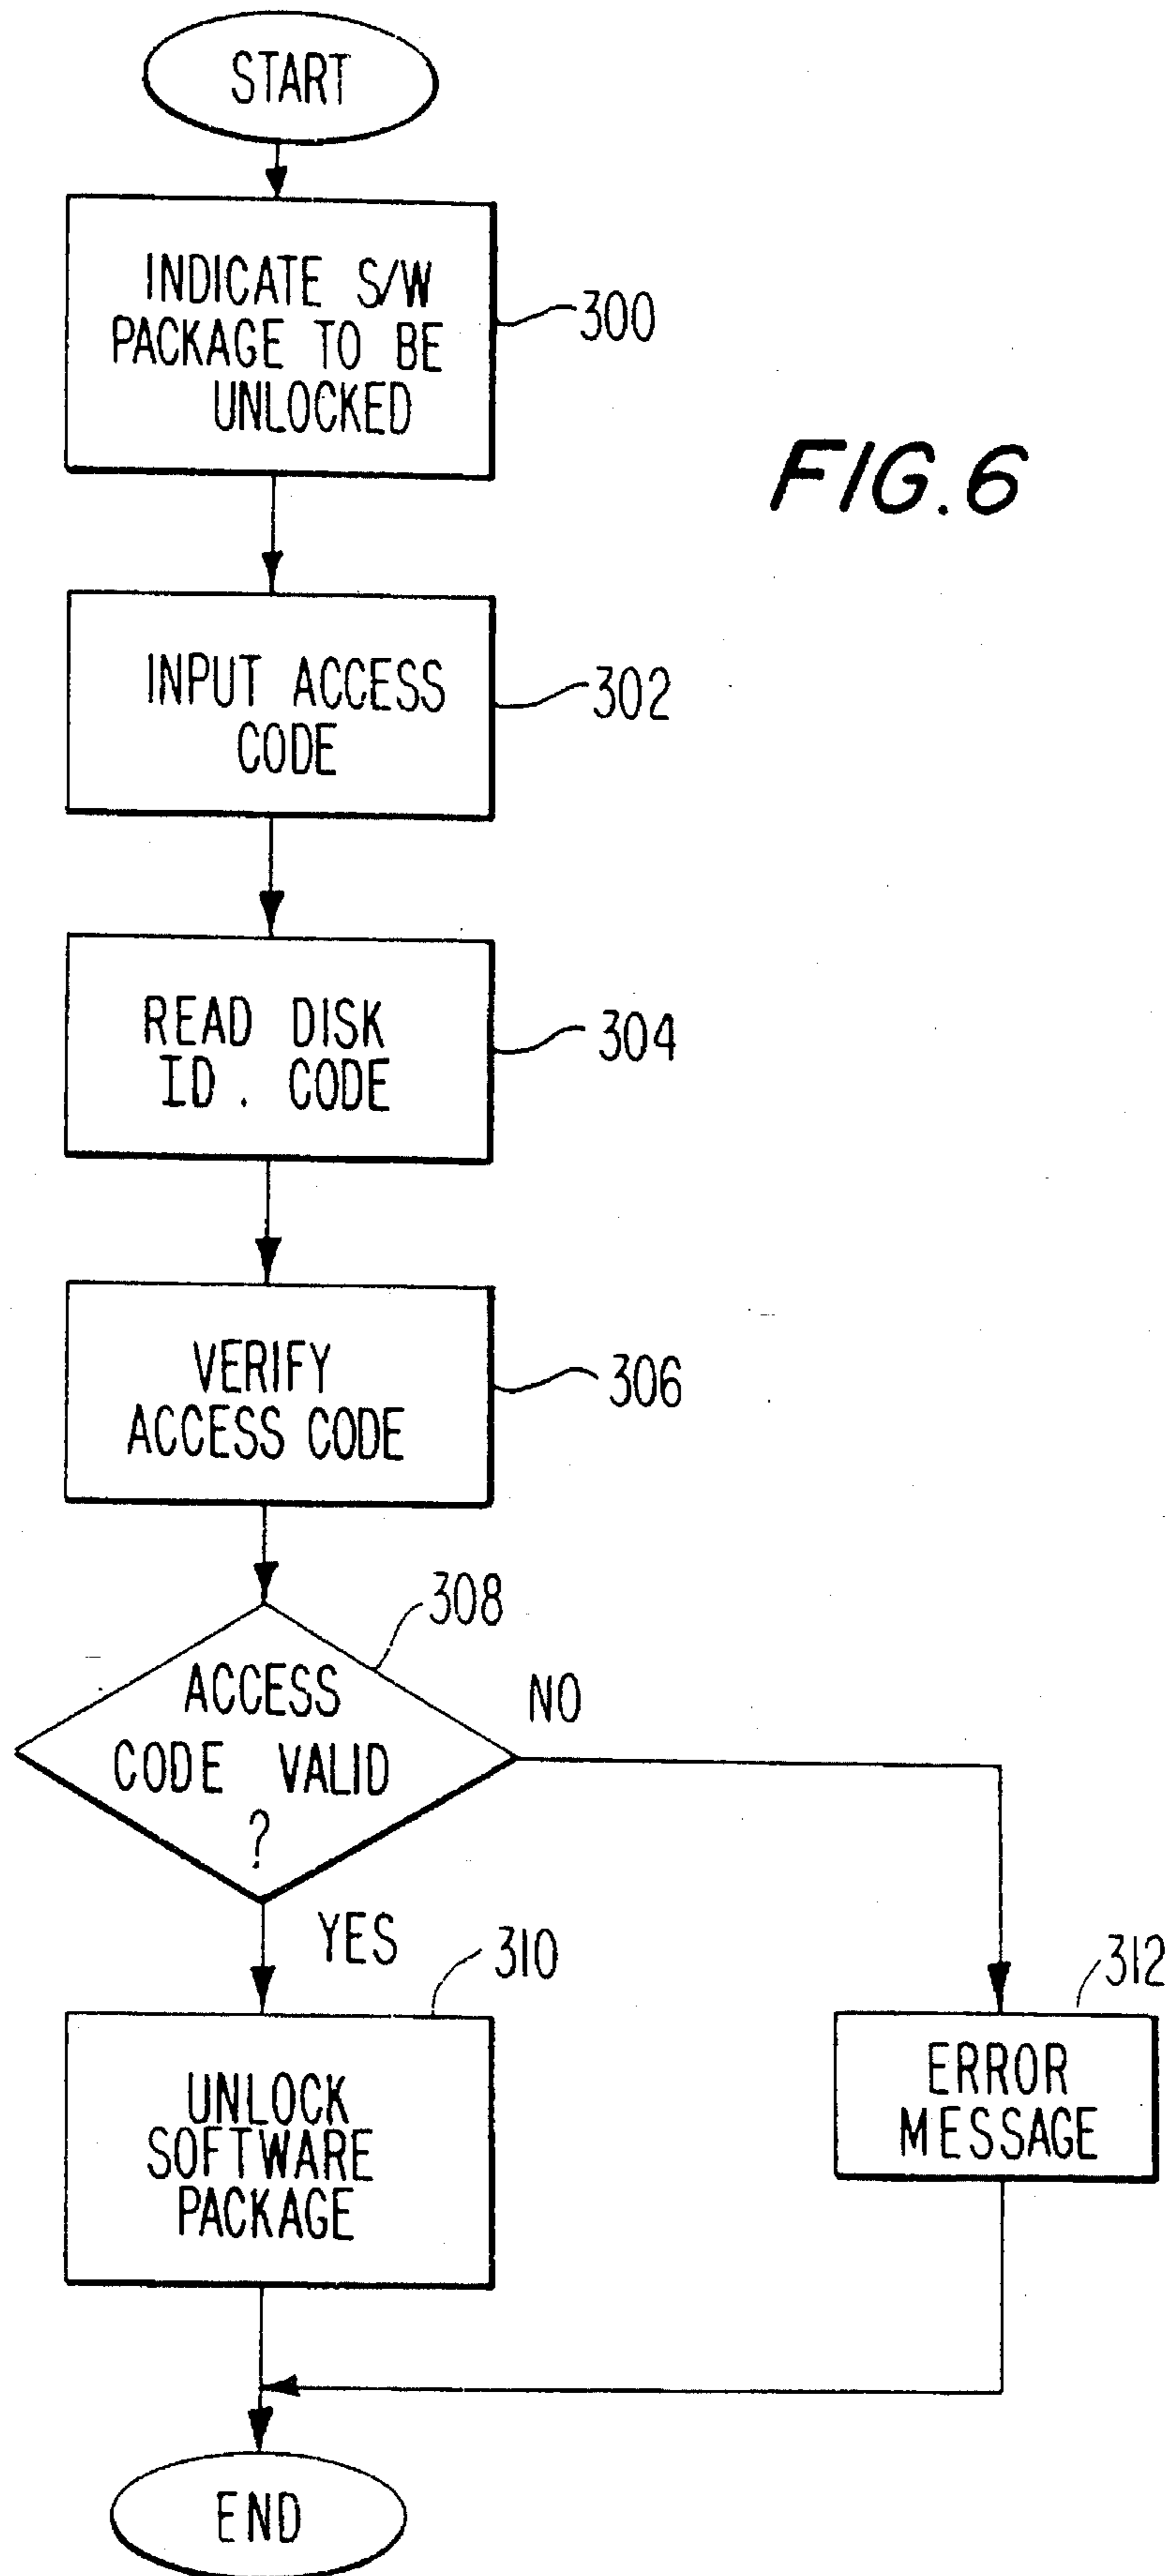 START
INDICATE S/W
PACKAGE TO BE
UNLOCKED
300
FIG.6
INPUT ACCESS
CODE
302
READ DISK
ID. CODE
304
VERIFY
ACCESS CODE
306
308
ACCESS
CODE VALID
?
NO
YES
310
312
UNLOCK
SOFTWARE
PACKAGE
ERROR
MESSAGE
END